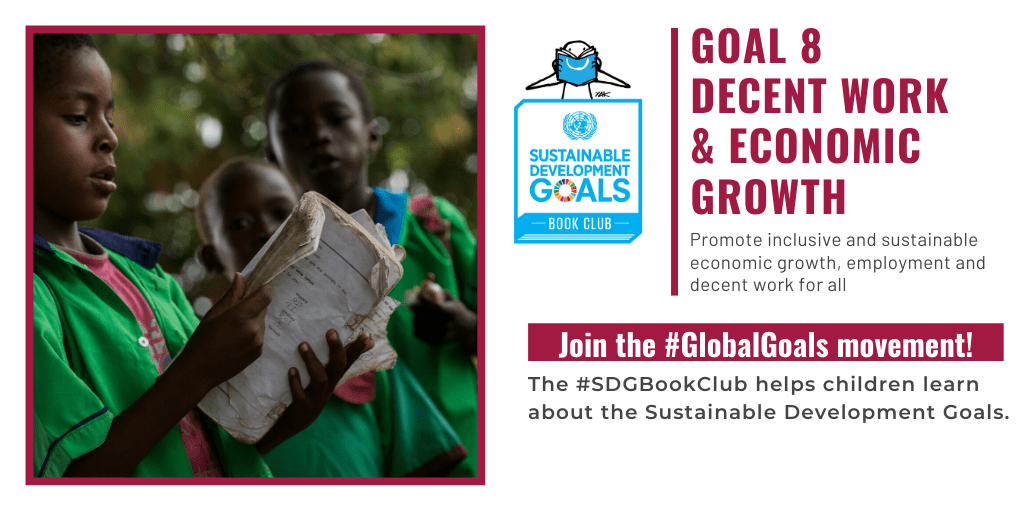 SUSTAINABLE
DEVELOPMENT
GOALS
BOOK CLUB
GOAL 8
DECENT WORK
& ECONOMIC
GROWTH
Promote inclusive and sustainable
economic growth, employment and
decent work for all
Join the #GlobalGoals movement!
The #SDGBookClub helps children learn
about the Sustainable Development Goals.